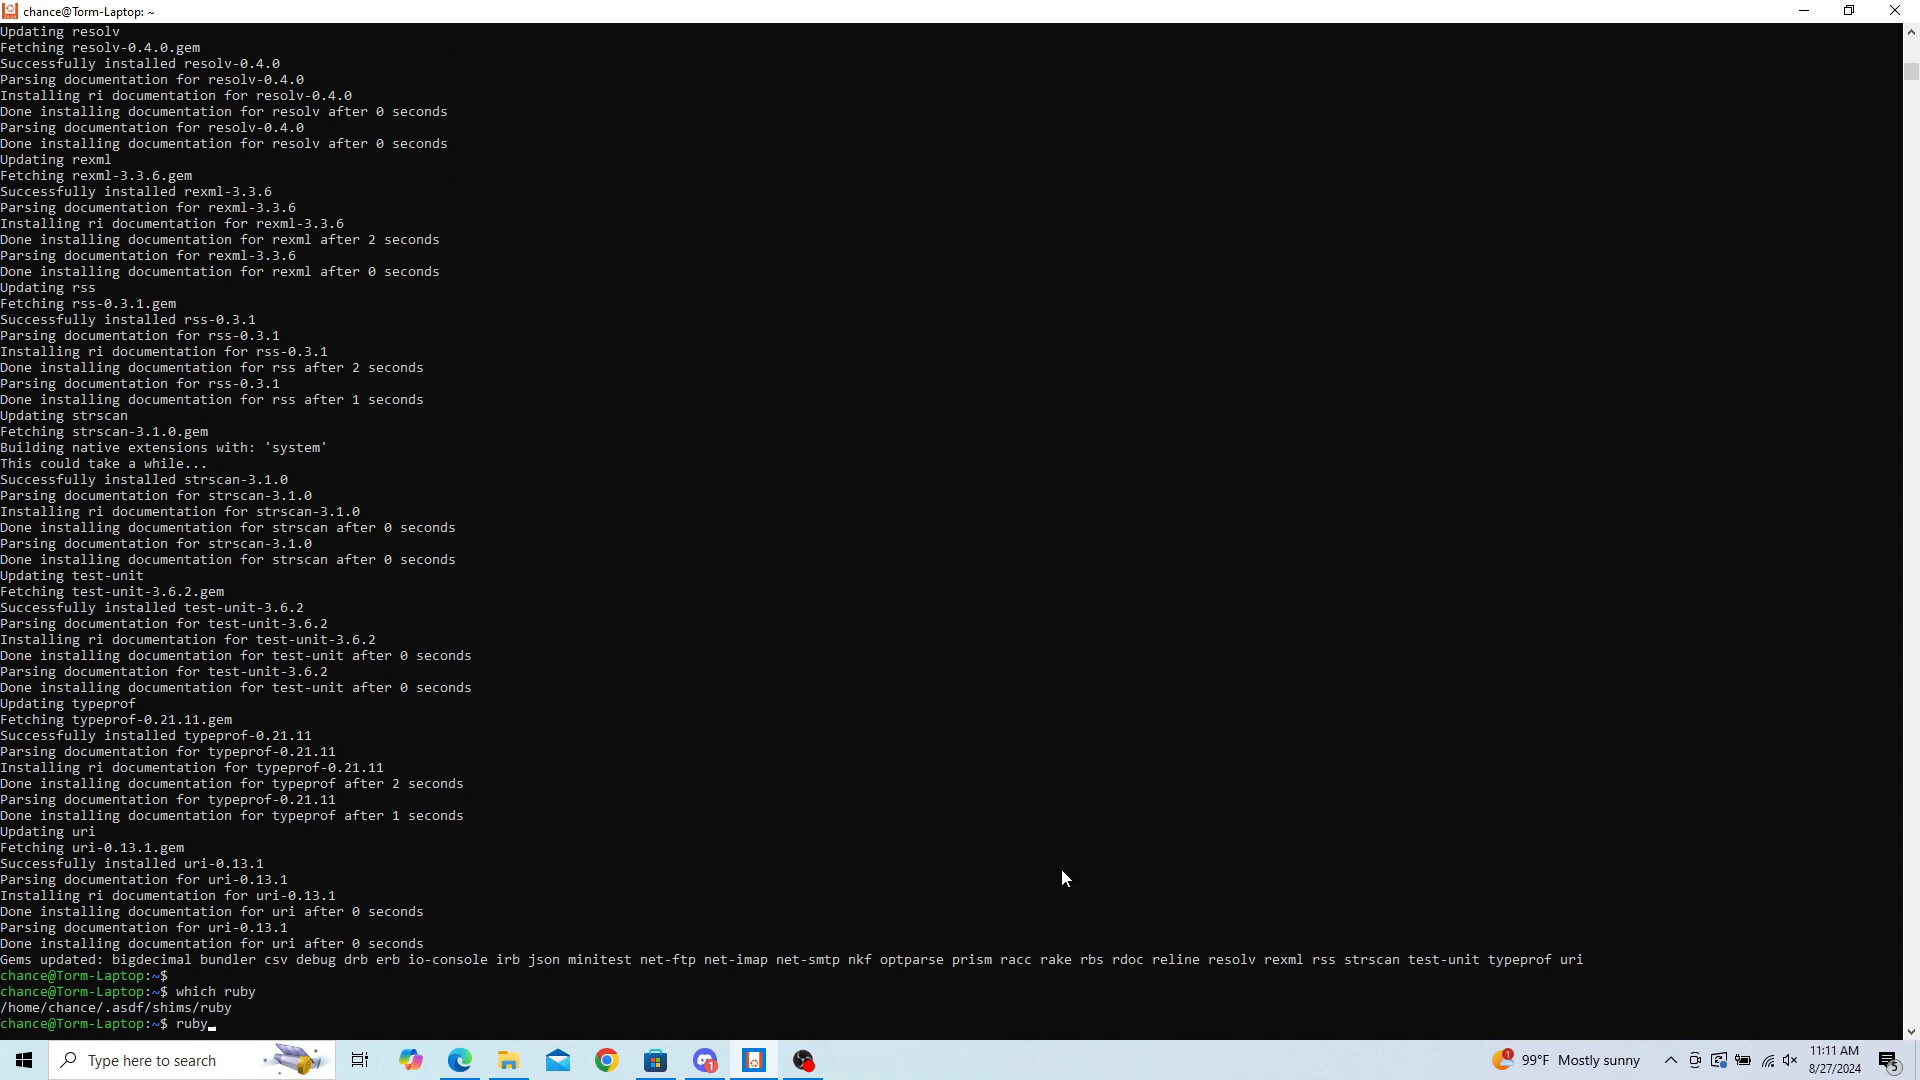 chance@Torm-Laptop: ~
Updating resolv
Fetching resolv-0.4.0.gem
Successfully installed resolv-0.4.0
Parsing documentation for resolv-0.4.0
Installing ri documentation for resolv-0.4.0
Done installing documentation for resolv after 0 seconds
Parsing documentation for resolv-0.4.0
Done installing documentation for resolv after 0 seconds
Updating rexml
Fetching rexml-3.3.6.gem
Successfully installed rexml-3.3.6
Parsing documentation for rexml-3.3.6
Installing ri documentation for rexml-3.3.6
Done installing documentation for rexml after 2 seconds
Parsing documentation for rexml-3.3.6
Done installing documentation for rexml after 0 seconds
Updating rss
Fetching rss-0.3.1.gem
Successfully installed rss-0.3.1
Parsing documentation for rss-0.3.1
Installing ri documentation for rss-0.3.1
Done installing documentation for rss after 2 seconds
Parsing documentation for rss-0.3.1
Done installing documentation for rss after 1 seconds
Updating strscan
Fetching strscan-3.1.0.gem
Building native extensions with: 'system'
This could take a while...
Successfully installed strscan-3.1.0
Parsing documentation for strscan-3.1.0
Installing ri documentation for strscan-3.1.0
Done installing documentation for strscan after 0 seconds
Parsing documentation for strscan-3.1.0
Done installing documentation for strscan after 0 seconds
Updating test-unit
Fetching test-unit-3.6.2.gem
Successfully installed test-unit-3.6.2
Parsing documentation for test-unit-3.6.2
Installing ri documentation for test-unit-3.6.2
Done installing documentation for test-unit after 0 seconds
Parsing documentation for test-unit-3.6.2
Done installing documentation for test-unit after 0 seconds
Updating typeprof
Fetching typeprof-0.21.11.gem
Successfully installed typeprof-0.21.11
Parsing documentation for typeprof-0.21.11
Installing ri documentation for typeprof-0.21.11
Done installing documentation for typeprof after 2 seconds
Parsing documentation for typeprof-0.21.11
Done installing documentation for typeprof after 1 seconds
Updating uri
Fetching uri-0.13.1.gem
Successfully installed uri-0.13.1
Parsing documentation for uri-0.13.1
Installing ri documentation for uri-0.13.1
Done installing documentation for uri after 0 seconds
Parsing documentation for uri-0.13.1
Done installing documentation for uri after 0 seconds
Gems updated: bigdecimal bundler csv debug drb erb io-console irb json minitest net-ftp net-imap net-smtp nkf optparse prism racc rake rbs rdoc reline resolv rexml rss strscan test-unit typeprof uri
chance@Torm-Laptop:~$
chance@Torm-Laptop:~$ which ruby
/home/chance/.asdf/shims/ruby
chance@Torm-Laptop:~$ ruby_
Type here to search
1
1
99°F Mostly sunny
11:11 AM
8/27/2024
5